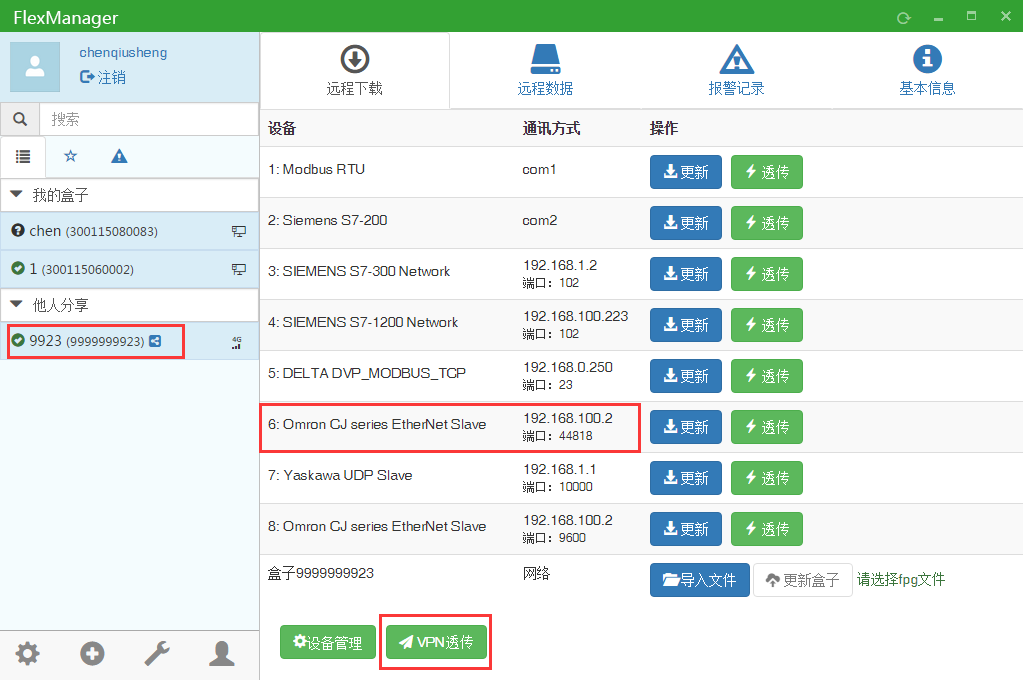 FlexManager
chenqiusheng
注销
搜索
我的盒子
chen (300115080083)
1 (300115060002)
他人分享
9923 (9999999923)
4G
远程下载
远程数据
报警记录
基本信息
设备 通讯方式 操作
1: Modbus RTU com1 更新 透传
2: Siemens S7-200 com2 更新 透传
3: SIEMENS S7-300 Network 192.168.1.2 更新 透传
端口：102
4: SIEMENS S7-1200 Network 192.168.100.223 更新 透传
端口：102
5: DELTA DVP_MODBUS_TCP 192.168.0.250 更新 透传
端口：23
6: Omron CJ series EtherNet Slave 192.168.100.2 更新 透传
端口：44818
7: Yaskawa UDP Slave 192.168.1.1 更新 透传
端口：10000
8: Omron CJ series EtherNet Slave 192.168.100.2 更新 透传
端口：9600
盒子9999999923 网络 导入文件 更新盒子 请选择fpg文件
设备管理 VPN透传